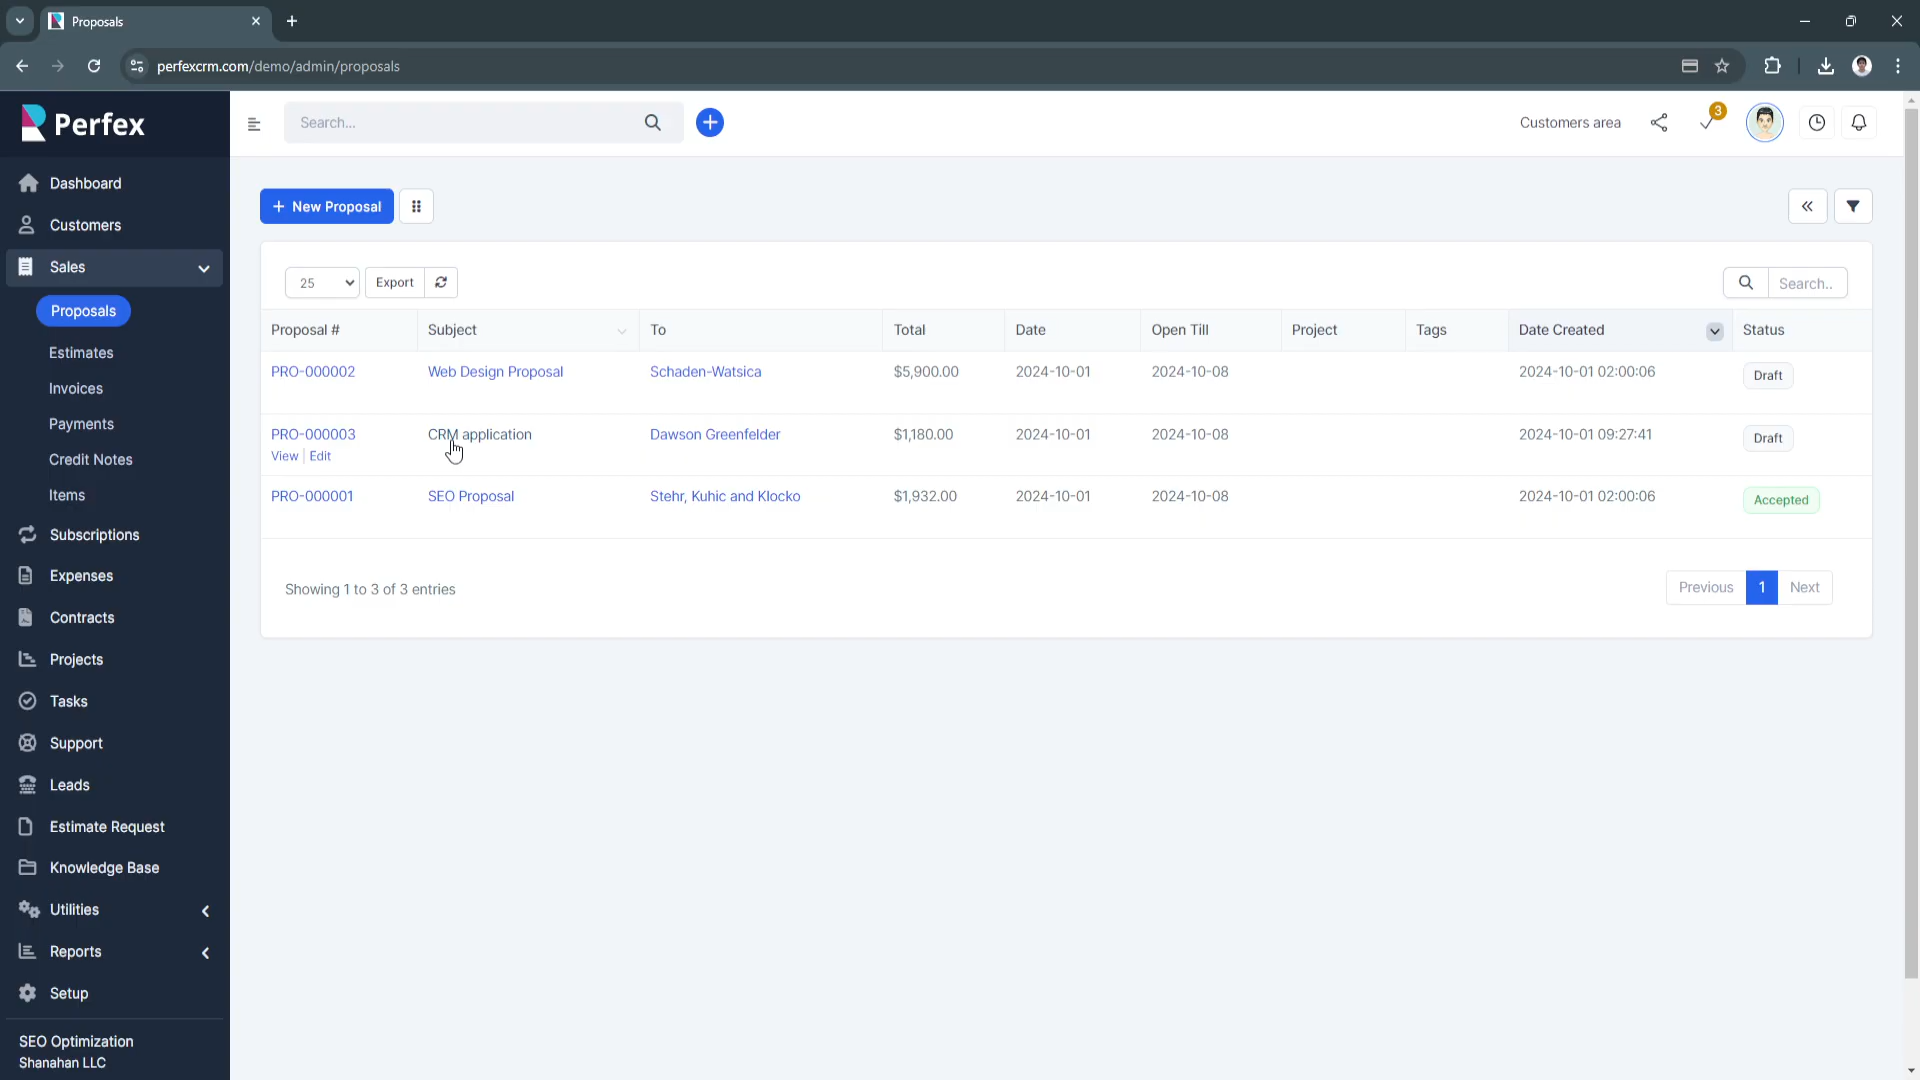 Proposals
perfexcrm.com/demo/admin/proposals
Perfex
Search...
Customers area
3
Dashboard
Customers
Sales
Proposals
Estimates
Invoices
Payments
Credit Notes
Items
Subscriptions
Expenses
Contracts
Projects
Tasks
Support
Leads
Estimate Request
Knowledge Base
Utilities
Reports
Setup
SEO Optimization
Shanahan LLC
+ New Proposal
25 Export Search..
Proposal # Subject To Total Date Open Till Project Tags Date Created Status
PRO-000002 Web Design Proposal Schaden-Watsica $5,900.00 2024-10-01 2024-10-08 2024-10-01 02:00:06 Draft
PRO-000003 CRM application Dawson Greenfelder $1,180.00 2024-10-01 2024-10-08 2024-10-01 09:27:41 Draft
View | Edit
PRO-000001 SEO Proposal Stehr, Kuhic and Klocko $1,932.00 2024-10-01 2024-10-08 2024-10-01 02:00:06 Accepted
Showing 1 to 3 of 3 entries
Previous 1 Next